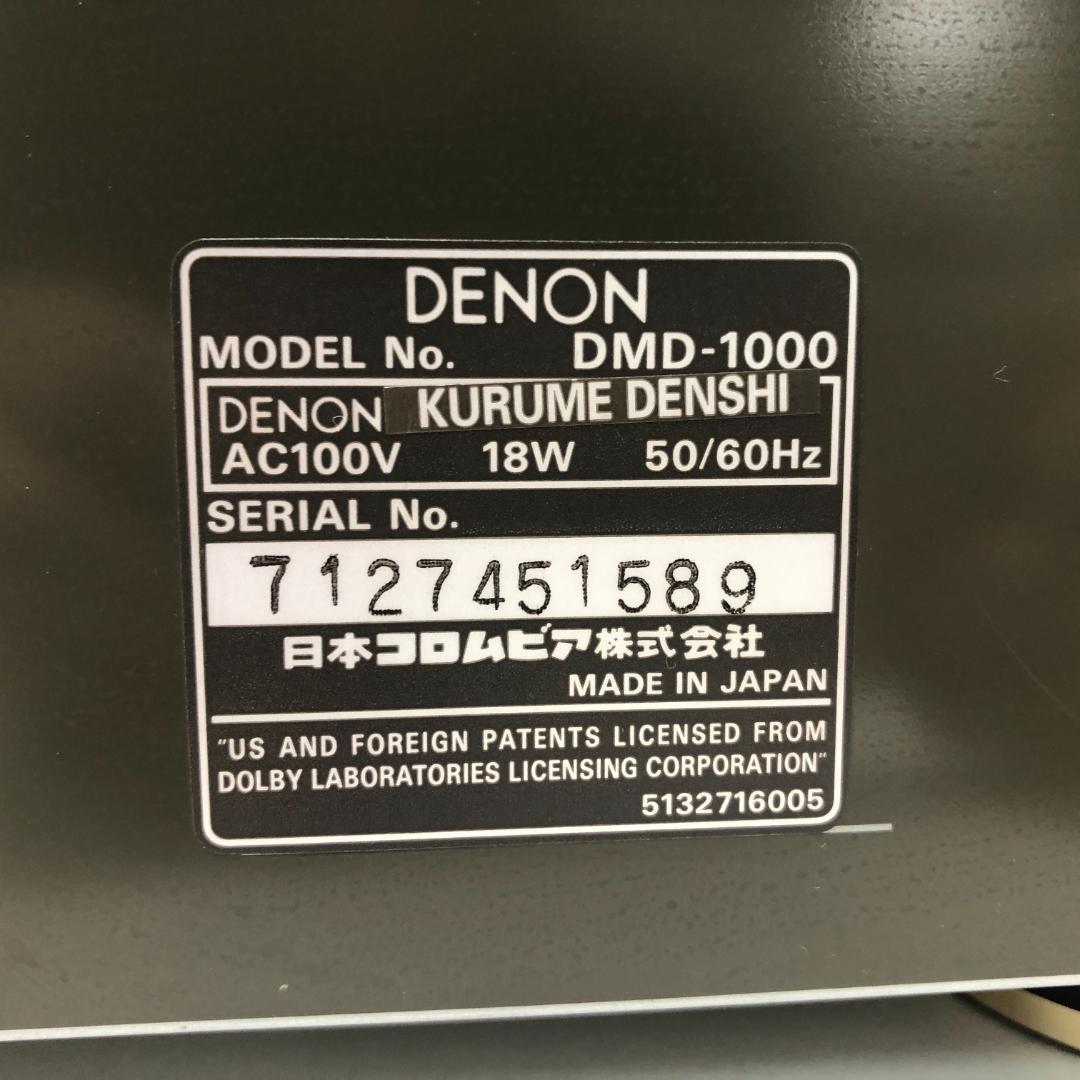 DENON
MODEL No. DMD-1000
DENON KURUME DENSHI
AC100V 18W 50/60Hz
SERIAL No.
7127451589
日本コロムビア株式会社
MADE IN JAPAN
"US AND FOREIGN PATENTS LICENSED FROM
DOLBY LABORATORIES LICENSING CORPORATION"
5132716005